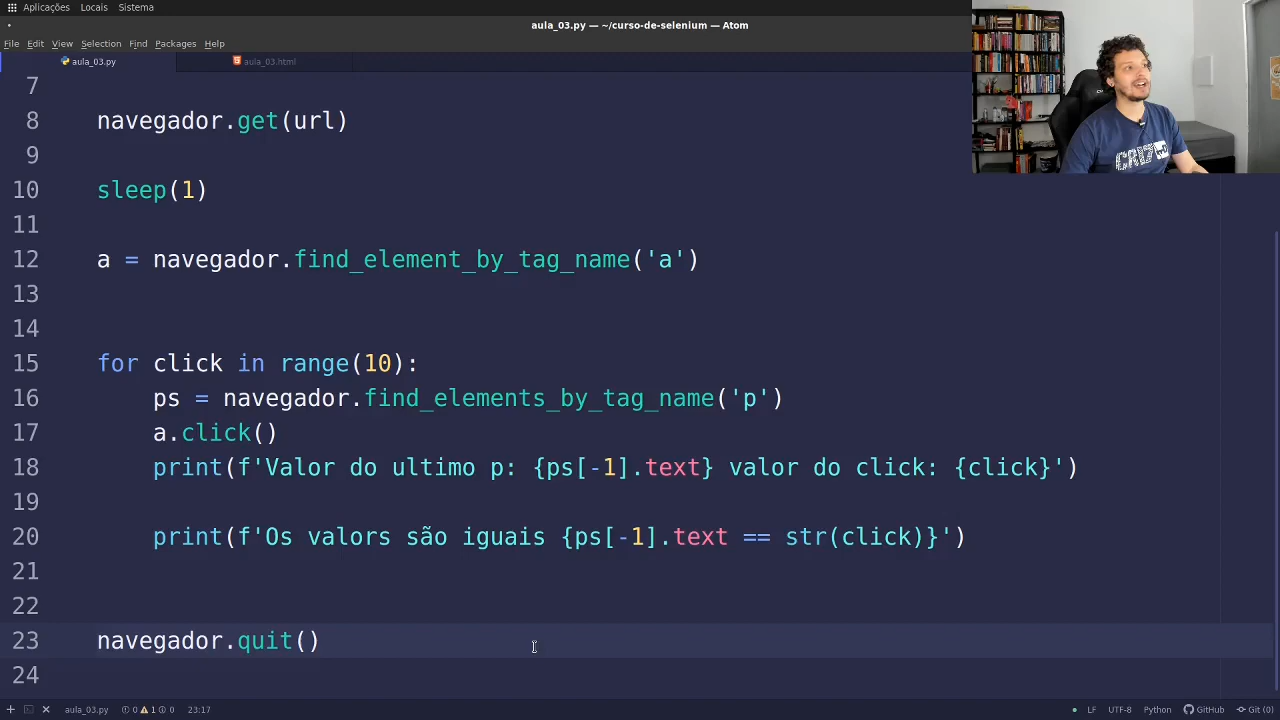 Aplicações Locais Sistema
aula_03.py — ~/curso-de-selenium — Atom
File Edit View Selection Find Packages Help
aula_03.py aula_03.html
7
8 navegador.get(url)
9
10 sleep(1)
11
12 a = navegador.find_element_by_tag_name('a')
13
14
15 for click in range(10):
16 ps = navegador.find_elements_by_tag_name('p')
17 a.click()
18 print(f'Valor do ultimo p: {ps[-1].text} valor do click: {click}')
19
20 print(f'Os valors são iguais {ps[-1].text == str(click)}')
21
22
23 navegador.quit()
24
aula_03.py 0 1 0 23:17 LF UTF-8 Python GitHub Git (0)